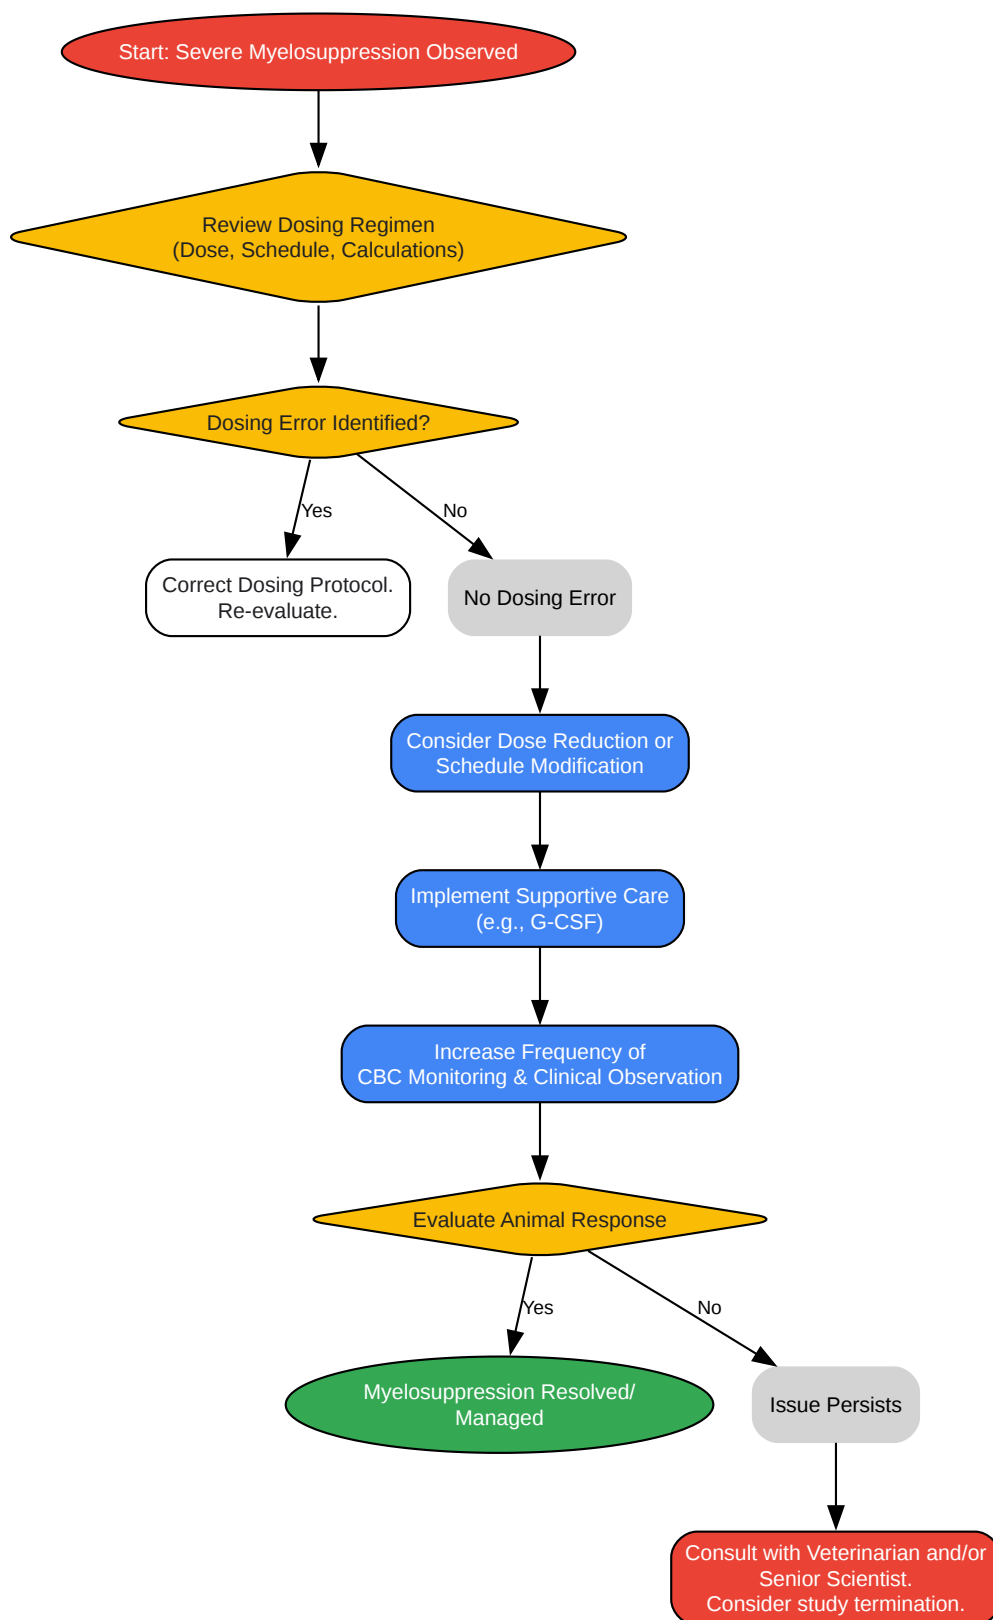 Start: Severe Myelosuppression Observed
Review Dosing Regimen
(Dose, Schedule, Calculations)
Dosing Error Identified?
Yes
No
Correct Dosing Protocol.
Re-evaluate.
No Dosing Error
Consider Dose Reduction or
Schedule Modification
Implement Supportive Care
(e.g., G-CSF)
Increase Frequency of
CBC Monitoring & Clinical Observation
Evaluate Animal Response
Yes
No
Myelosuppression Resolved/
Managed
Issue Persists
Consult with Veterinarian and/or
Senior Scientist.
Consider study termination.